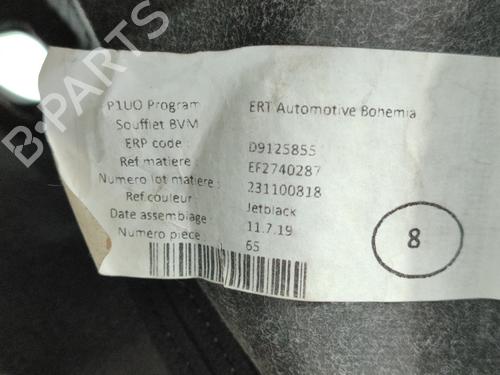 P1UO Program ERT Automotive Bohemia
Soufflet BVM
ERP code : D9125855
Ref matiere : EF2740287
Numero lot matiere : 231100818
Ref couleur : Jetblack
Date assemblage : 11.7.19
Numero piece : 65
8
B-PARTS